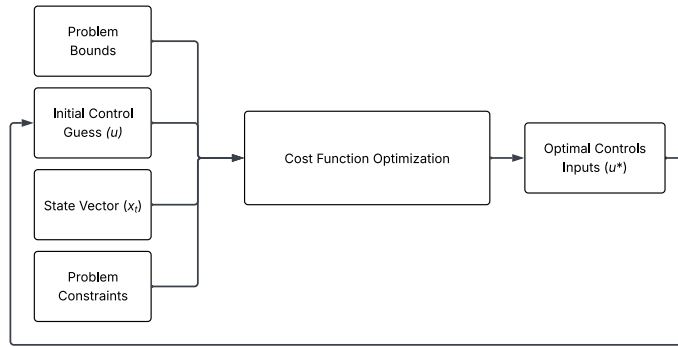 Problem
Bounds
Initial Control
Guess (u)
State Vector (xₜ)
Problem
Constraints
Cost Function Optimization
Optimal Controls
Inputs (u*)